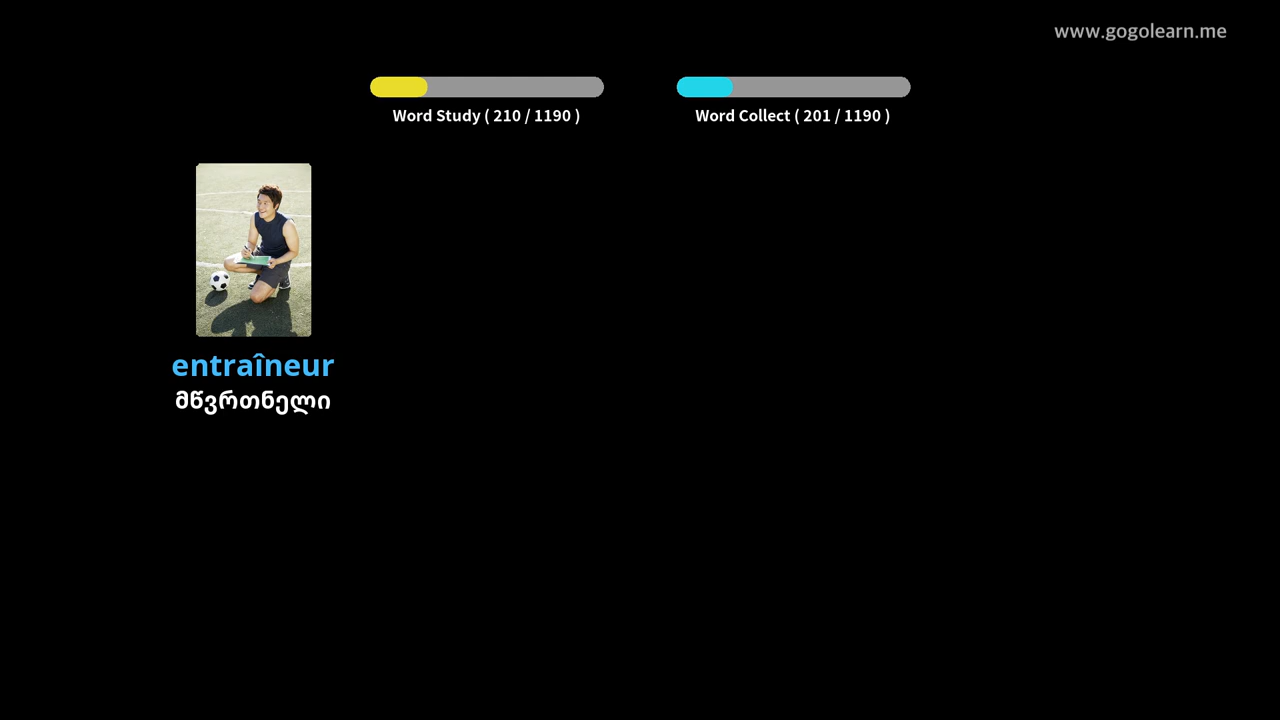 www.gogolearn.me
Word Study ( 210 / 1190 )
Word Collect ( 201 / 1190 )
entraîneur
მწვრთნელი